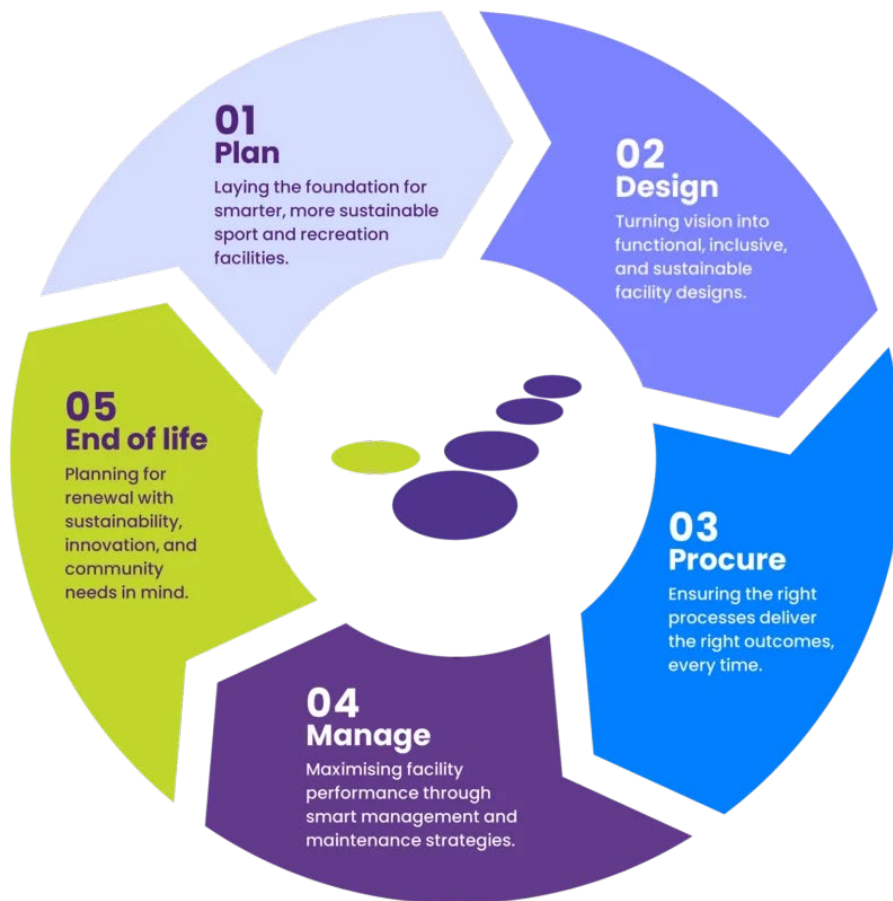 01
Plan
Laying the foundation for
smarter, more sustainable
sport and recreation
facilities.
02
Design
Turning vision into
functional, inclusive,
and sustainable
facility designs.
03
Procure
Ensuring the right
processes deliver
the right outcomes,
every time.
04
Manage
Maximising facility
performance through
smart management and
maintenance strategies.
05
End of life
Planning for
renewal with
sustainability,
innovation, and
community
needs in mind.